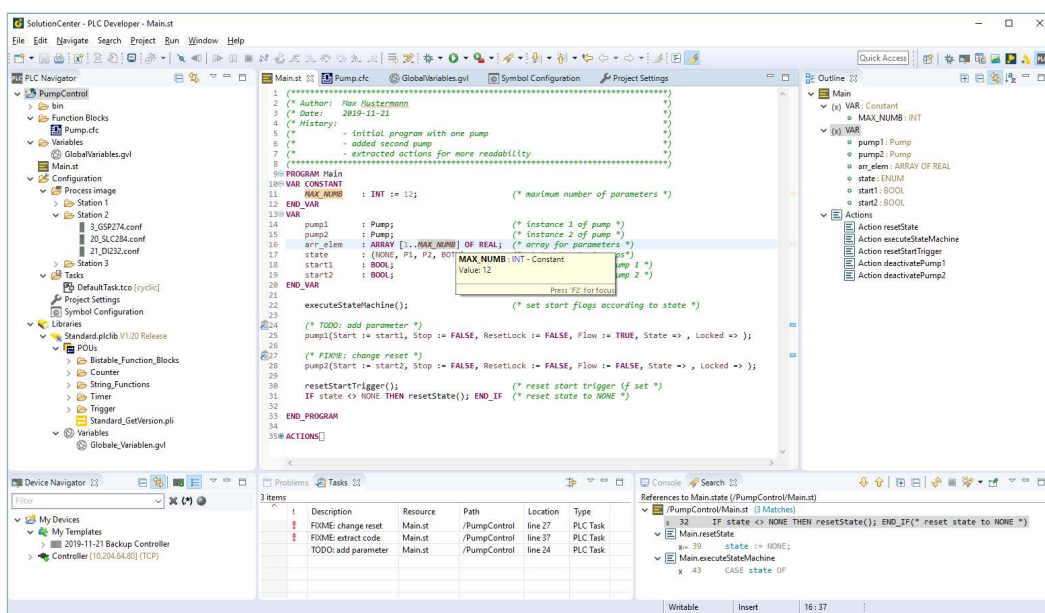 SolutionCenter - PLC Developer - Main.st
File Edit Navigate Search Project Run Window Help
Quick Access
PLC Navigator
PumpControl
bin
Function Blocks
Pump.cfc
Variables
GlobalVariables.gvl
Main.st
Configuration
Process image
Station 1
Station 2
3_GSP274.conf
20_SLC284.conf
21_DI232.conf
Station 3
Tasks
DefaultTask.tco [cyclic]
Project Settings
Symbol Configuration
Libraries
Standard.plclib V1.20 Release
POUs
Bistable_Function_Blocks
Counter
String_Functions
Timer
Trigger
Standard_GetVersion.pli
Variables
Globale_Variablen.gvl
Main.st Pump.cfc GlobalVariables.gvl Symbol Configuration Project Settings
1 (***************************************************************)
2 (* Author: Max Mustermann *)
3 (* Date: 2019-11-21 *)
4 (* History: *)
5 (* - initial program with one pump *)
6 (* - added second pump *)
7 (* - extracted actions for more readability *)
8 (***************************************************************)
9 PROGRAM Main
10 VAR CONSTANT
11 MAX_NUMB : INT := 12; (* maximum number of parameters *)
12 END_VAR
13 VAR
14 pump1 : Pump; (* instance 1 of pump *)
15 pump2 : Pump; (* instance 2 of pump *)
16 arr_elem : ARRAY [1..MAX_NUMB] OF REAL; (* array for parameters *)
17 state : (NONE, P1, P2, BOT ps*)
18 start1 : BOOL; ump 1 *)
19 start2 : BOOL; ump 2 *)
20 END_VAR
MAX_NUMB : INT - Constant
Value: 12
Press 'F2' for focus
21
22 executeStateMachine(); (* set start flags according to state *)
23
24 (* TODO: add parameter *)
25 pump1(Start := start1, Stop := FALSE, ResetLock := FALSE, Flow := TRUE, State => , Locked => );
26
27 (* FIXME: change reset *)
28 pump2(Start := start2, Stop := FALSE, ResetLock := FALSE, Flow := FALSE, State => , Locked => );
29
30 resetStartTrigger(); (* reset start trigger if set *)
31 IF state <> NONE THEN resetState(); END_IF (* reset state to NONE *)
32
33 END_PROGRAM
34
35 ACTIONS
Outline
Main
(x) VAR : Constant
MAX_NUMB : INT
(x) VAR
pump1 : Pump
pump2 : Pump
arr_elem : ARRAY OF REAL
state : ENUM
start1 : BOOL
start2 : BOOL
Actions
Action resetState
Action executeStateMachine
Action resetStartTrigger
Action deactivatePump1
Action deactivatePump2
Device Navigator
Filter
(*)
My Devices
My Templates
2019-11-21 Backup Controller
Controller [10.204.64.80] (TCP)
Problems Tasks
3 items
! Description Resource Path Location Type
! FIXME: change reset Main.st /PumpControl line 27 PLC Task
! FIXME: extract code Main.st /PumpControl line 37 PLC Task
TODO: add parameter Main.st /PumpControl line 24 PLC Task
Console Search
References to Main.state (/PumpControl/Main.st)
/PumpControl/Main.st (3 Matches)
x 32 IF state <> NONE THEN resetState(); END_IF(* reset state to NONE *)
Main.resetState
x= 39 state := NONE;
Main.executeStateMachine
x 43 CASE state OF
Writable Insert 16 : 37